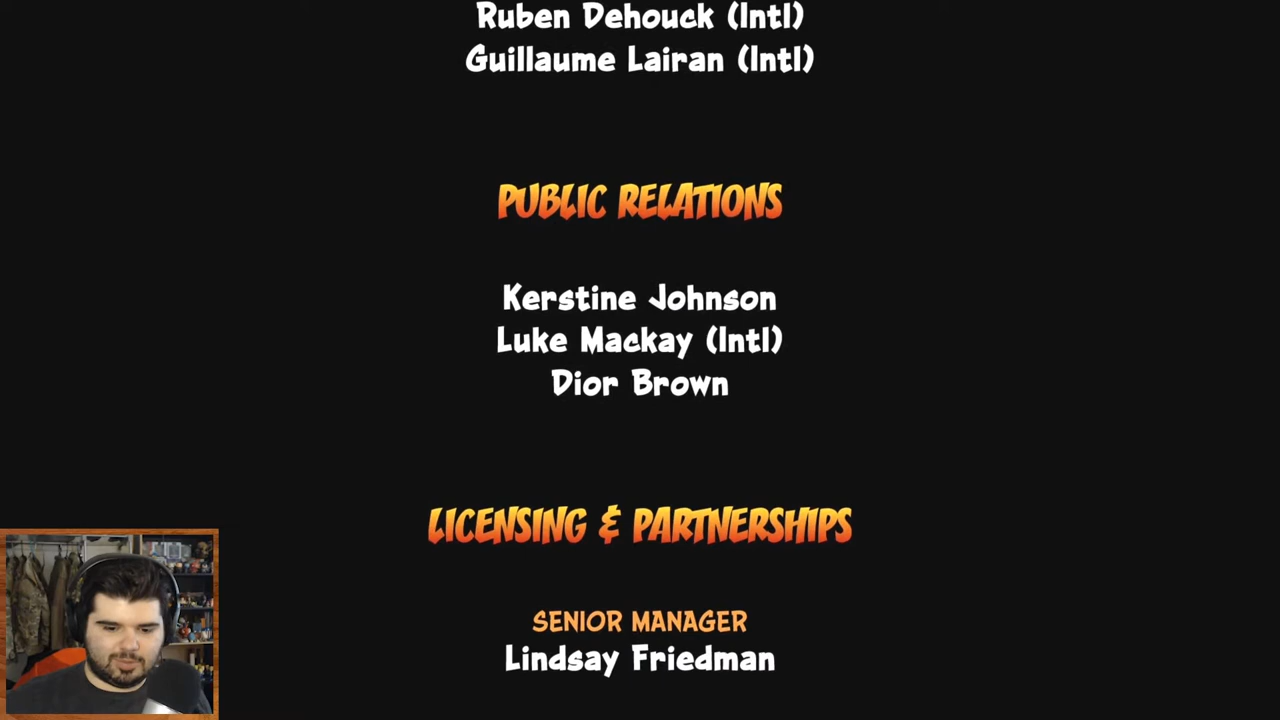 Ruben Dehouck (Intl)
Guillaume Lairan (Intl)
PUBLIC RELATIONS
Kerstine Johnson
Luke Mackay (Intl)
Dior Brown
LICENSING & PARTNERSHIPS
SENIOR MANAGER
Lindsay Friedman